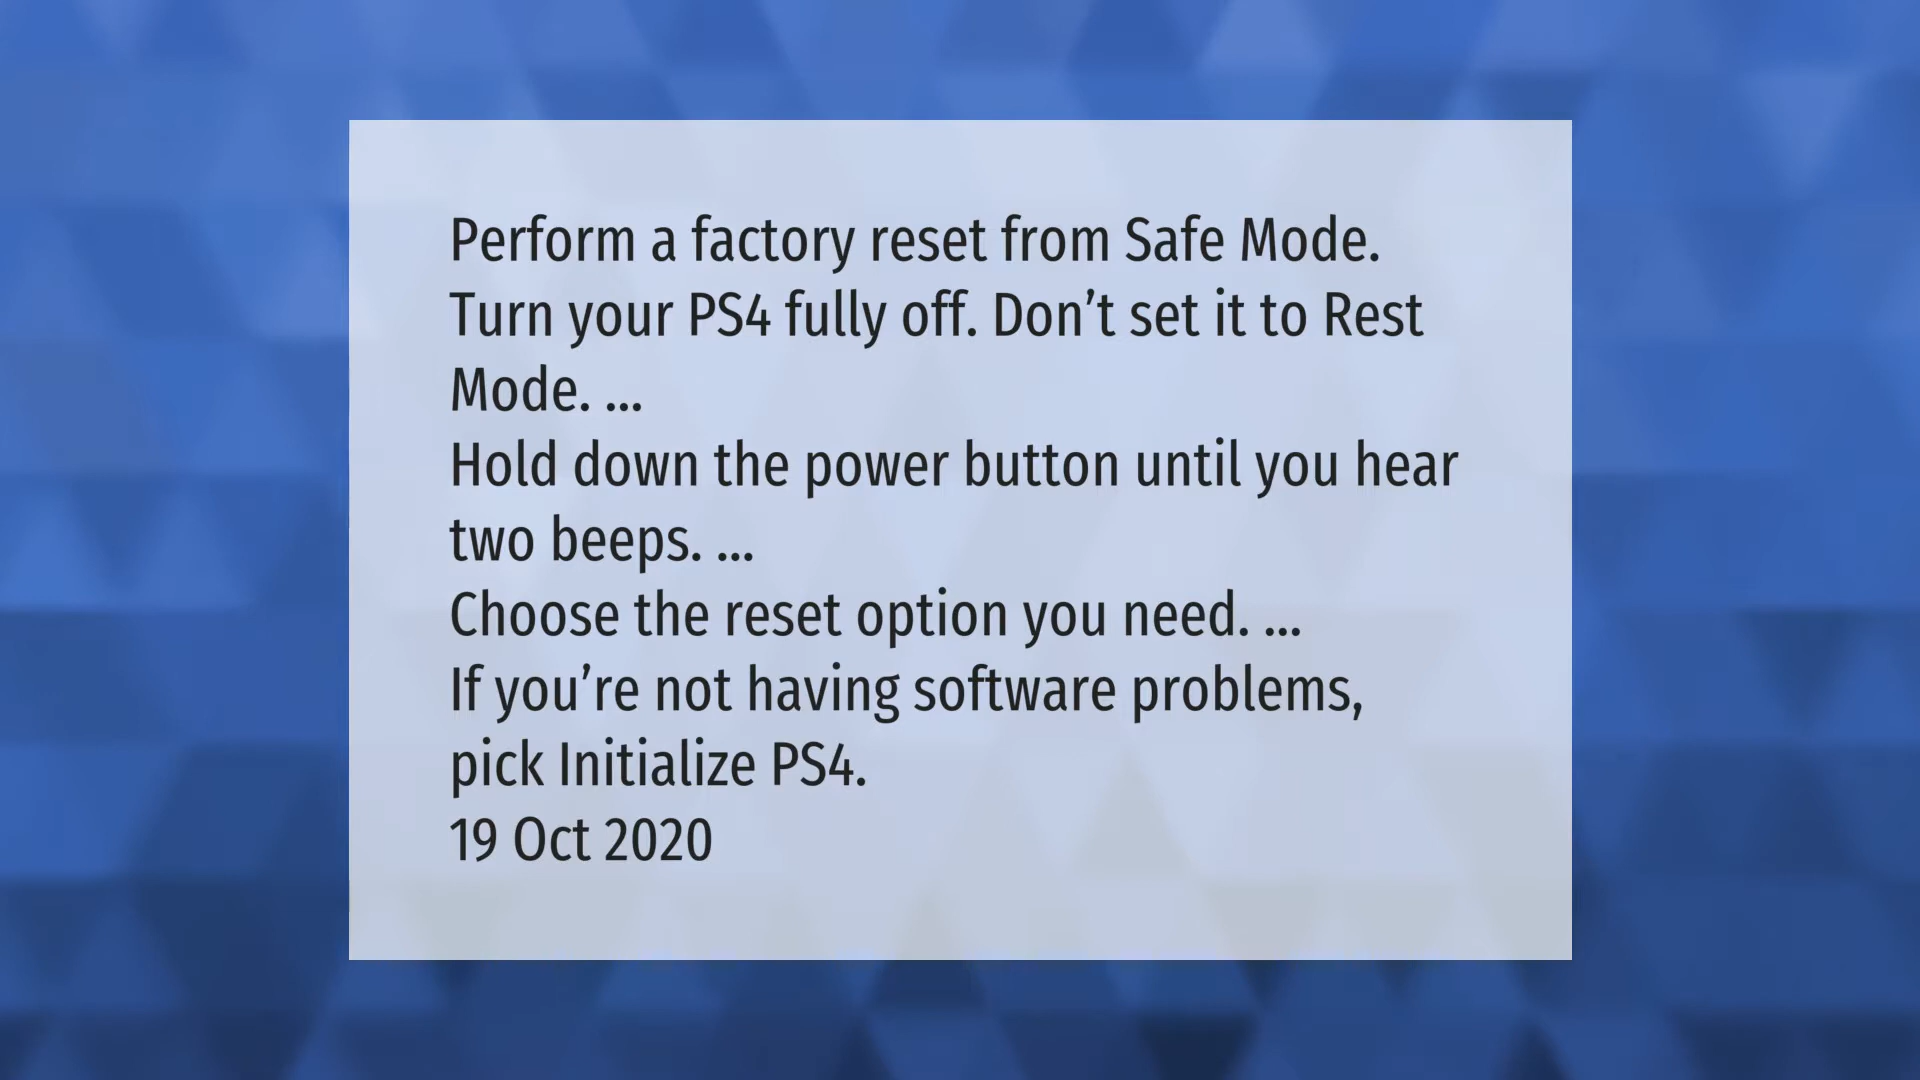 Perform a factory reset from Safe Mode.
Turn your PS4 fully off. Don’t set it to Rest
Mode. ...
Hold down the power button until you hear
two beeps. ...
Choose the reset option you need. ...
If you’re not having software problems,
pick Initialize PS4.
19 Oct 2020